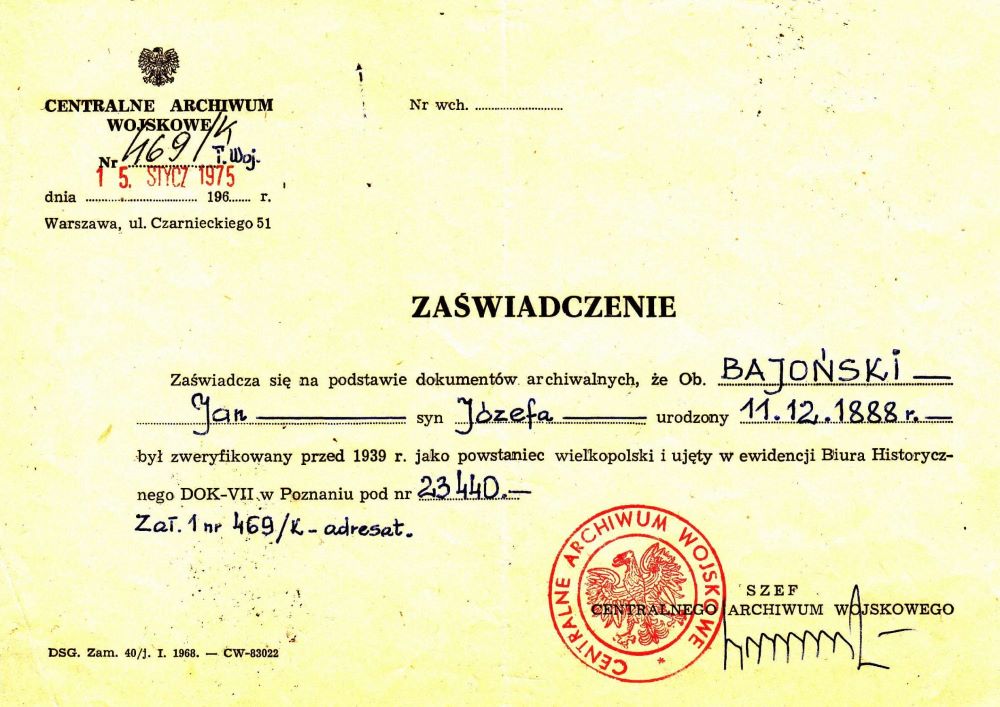 CENTRALNE ARCHIWUM
WOJSKOWE
Nr 469/K T. Woj.
15. STYCZ 1975
dnia ........................ 196...... r.
Warszawa, ul. Czarnieckiego 51
Nr wch. ........................
ZAŚWIADCZENIE
Zaświadcza się na podstawie dokumentów archiwalnych, że Ob. BAJOŃSKI —
Jan — syn Józefa — urodzony 11.12.1888 r. —
był zweryfikowany przed 1939 r. jako powstaniec wielkopolski i ujęty w ewidencji Biura Historycz-
nego DOK-VII w Poznaniu pod nr 23440.—
Zał. 1 nr 469/K - adresat.
CENTRALNE ARCHIWUM WOJSKOWE *
SZEF
CENTRALNEGO ARCHIWUM WOJSKOWEGO
DSG. Zam. 40/j. I. 1968. — CW-83022